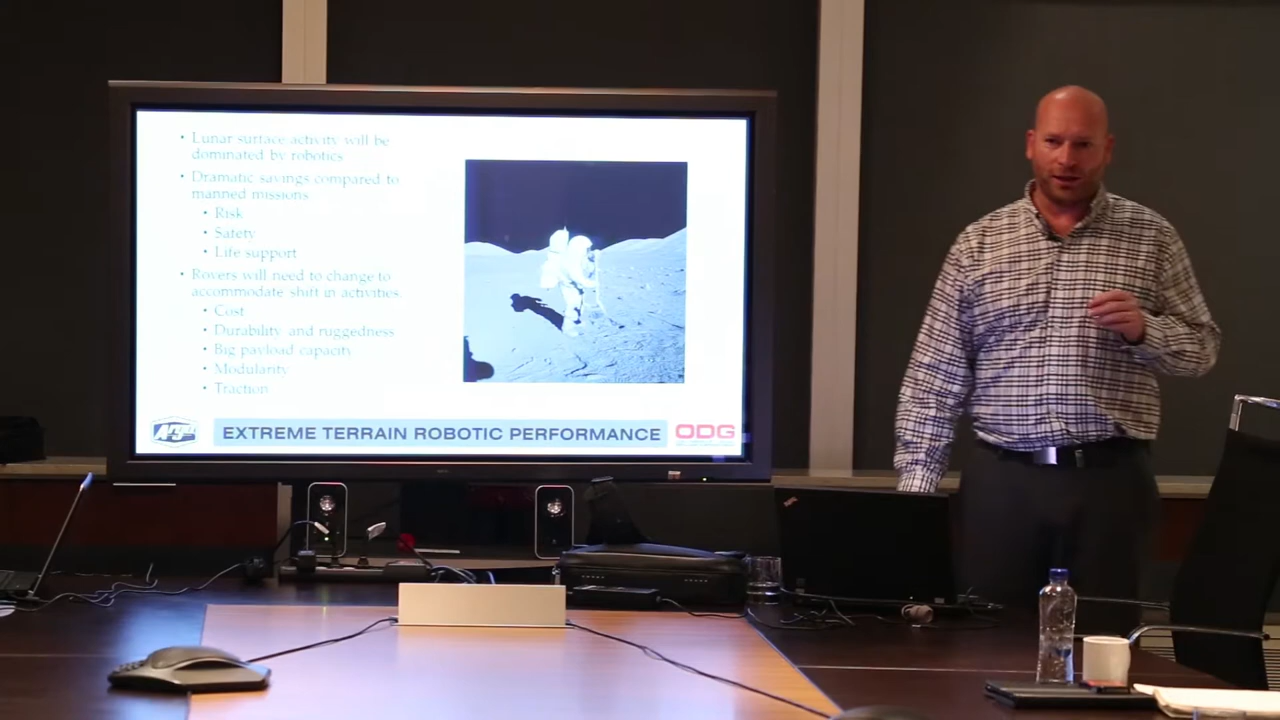 • Lunar surface activity will be
dominated by robotics
• Dramatic savings compared to
manned missions
• Risk
• Safety
• Life support
• Rovers will need to change to
accommodate shift in activities.
• Cost
• Durability and ruggedness
• Big payload capacity
• Modularity
• Traction
Argo
EXTREME TERRAIN ROBOTIC PERFORMANCE
ODG